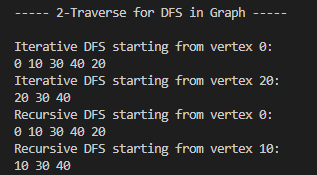 ----- 2-Traverse for DFS in Graph -----
Iterative DFS starting from vertex 0:
0 10 30 40 20
Iterative DFS starting from vertex 20:
20 30 40
Recursive DFS starting from vertex 0:
0 10 30 40 20
Recursive DFS starting from vertex 10:
10 30 40